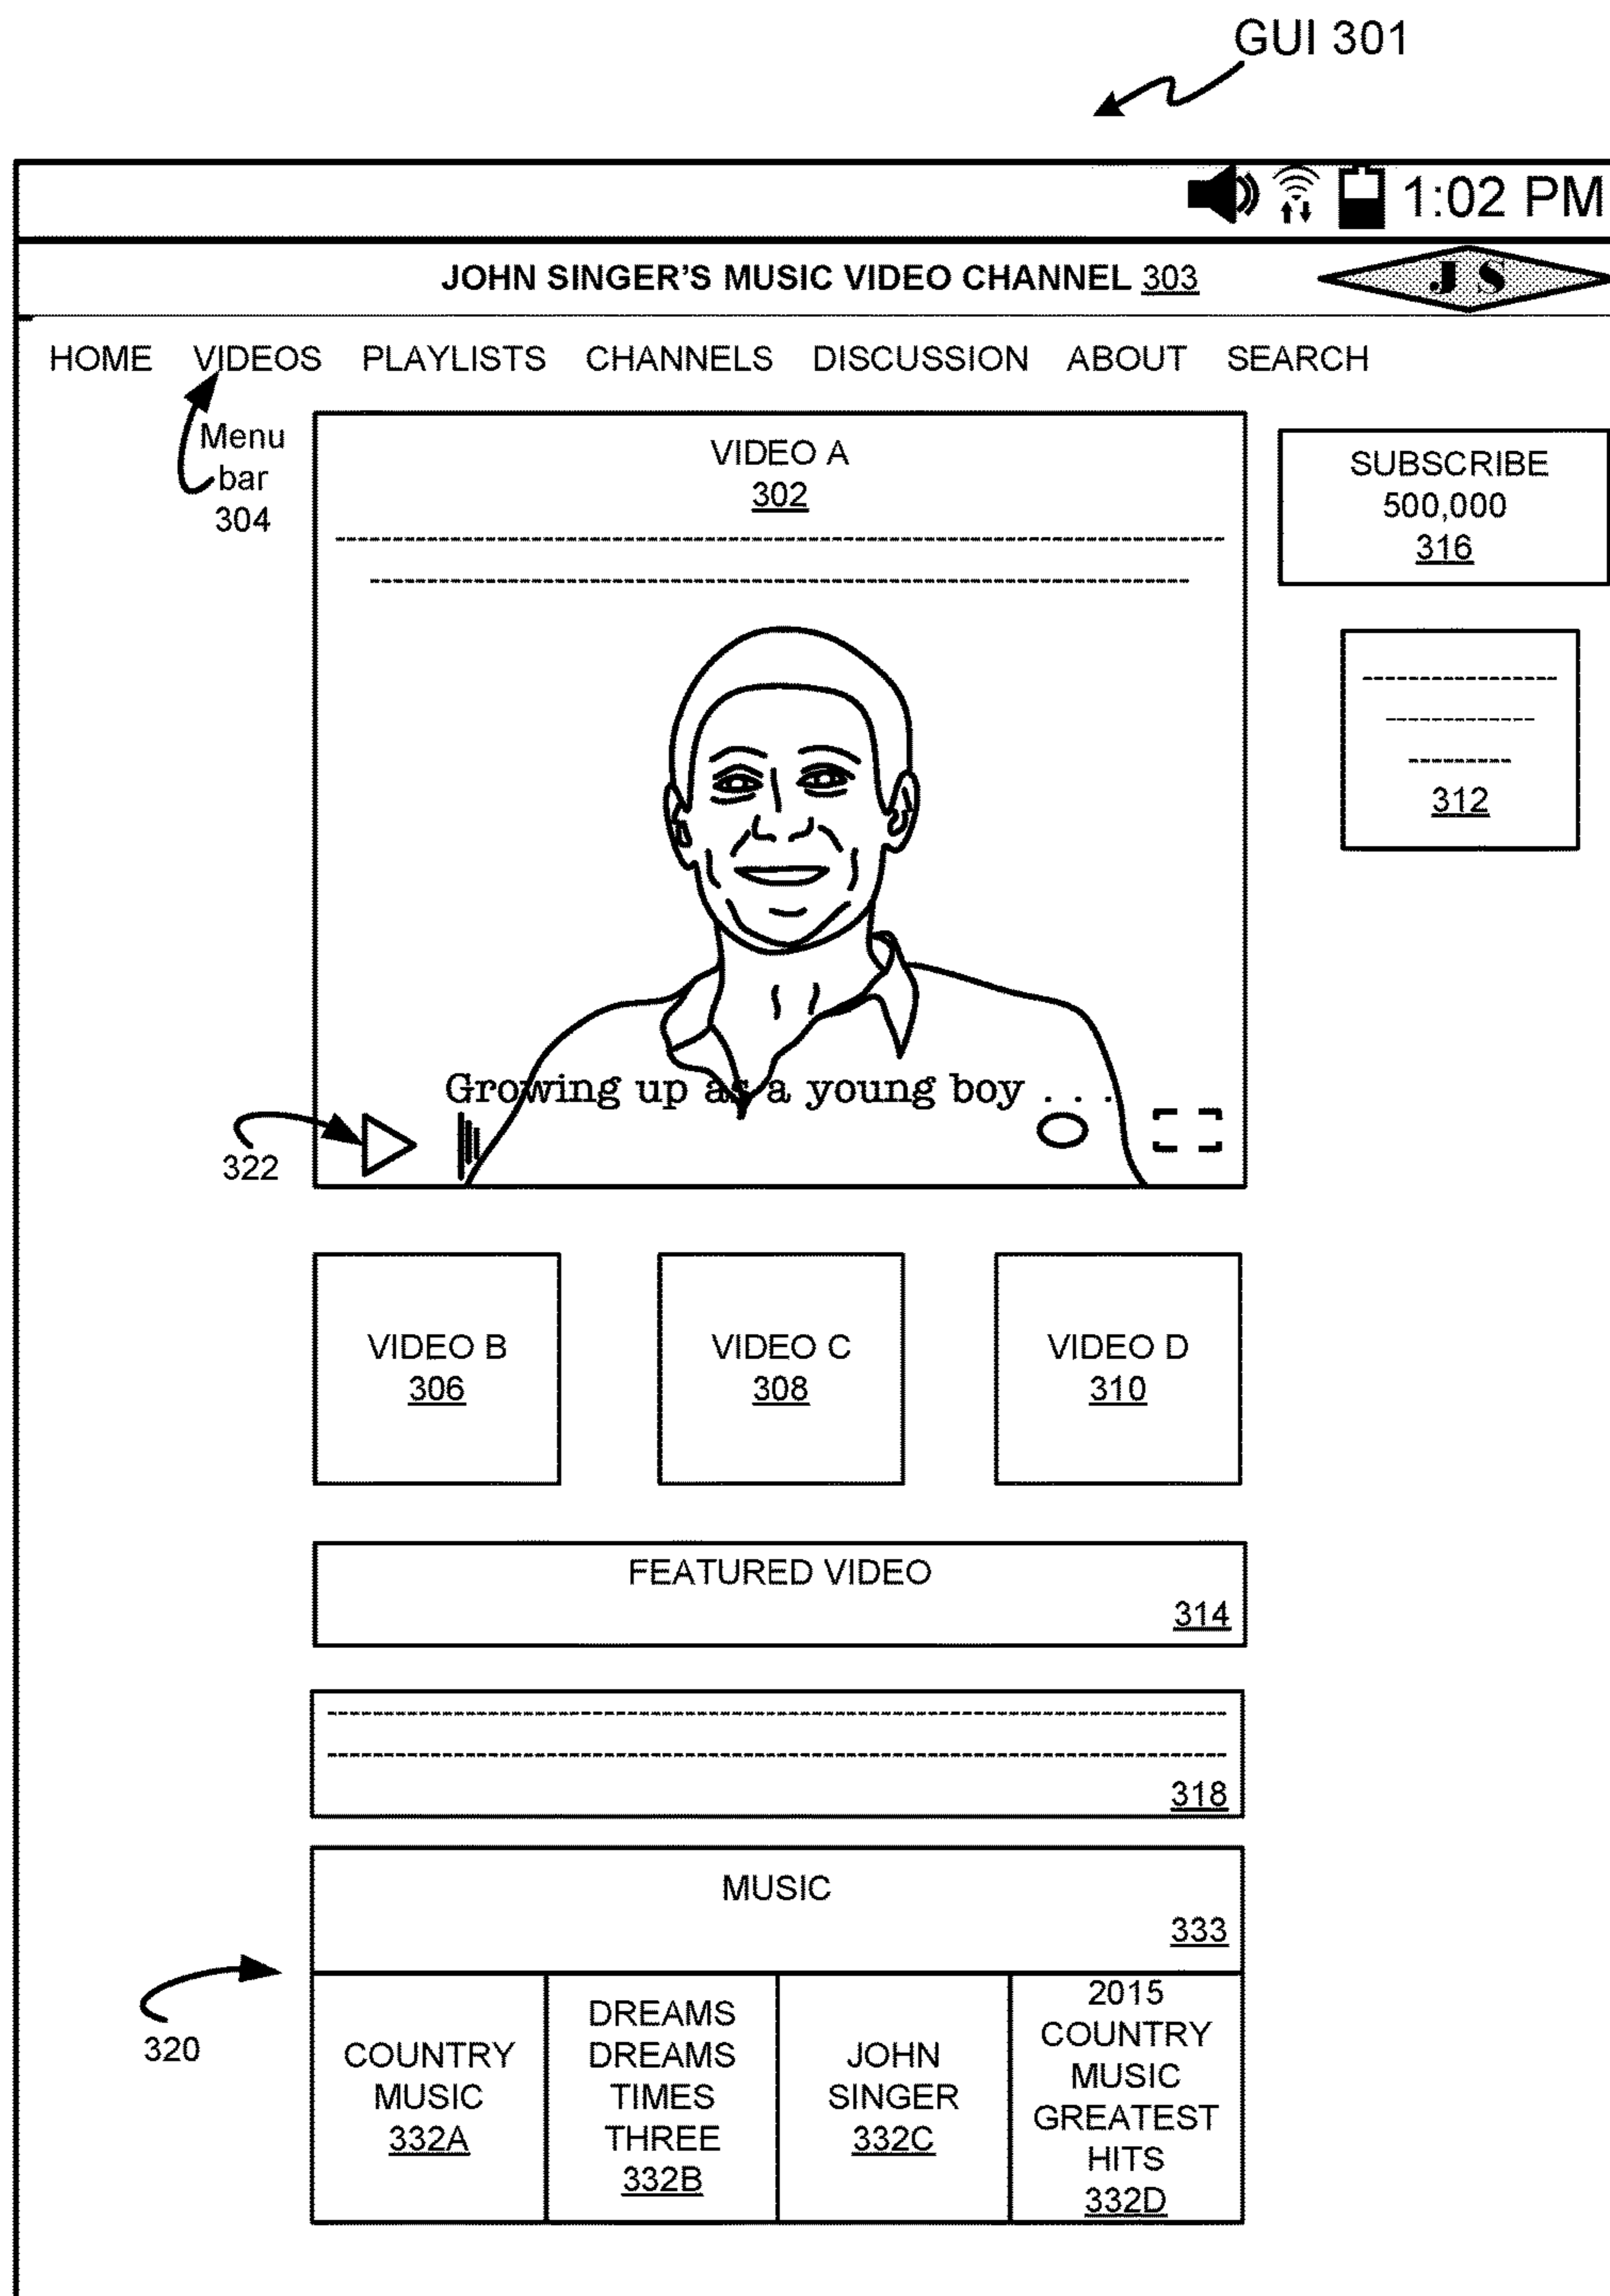 GUI 301
1:02 PM
JOHN SINGER'S MUSIC VIDEO CHANNEL 303
J S
HOME VIDEOS PLAYLISTS CHANNELS DISCUSSION ABOUT SEARCH
Menu
bar
304
VIDEO A
302
SUBSCRIBE
500,000
316
312
Growing up as a young boy . . .
322
VIDEO B
306
VIDEO C
308
VIDEO D
310
FEATURED VIDEO
314
318
MUSIC
333
320
COUNTRY
MUSIC
332A
DREAMS
DREAMS
TIMES
THREE
332B
JOHN
SINGER
332C
2015
COUNTRY
MUSIC
GREATEST
HITS
332D